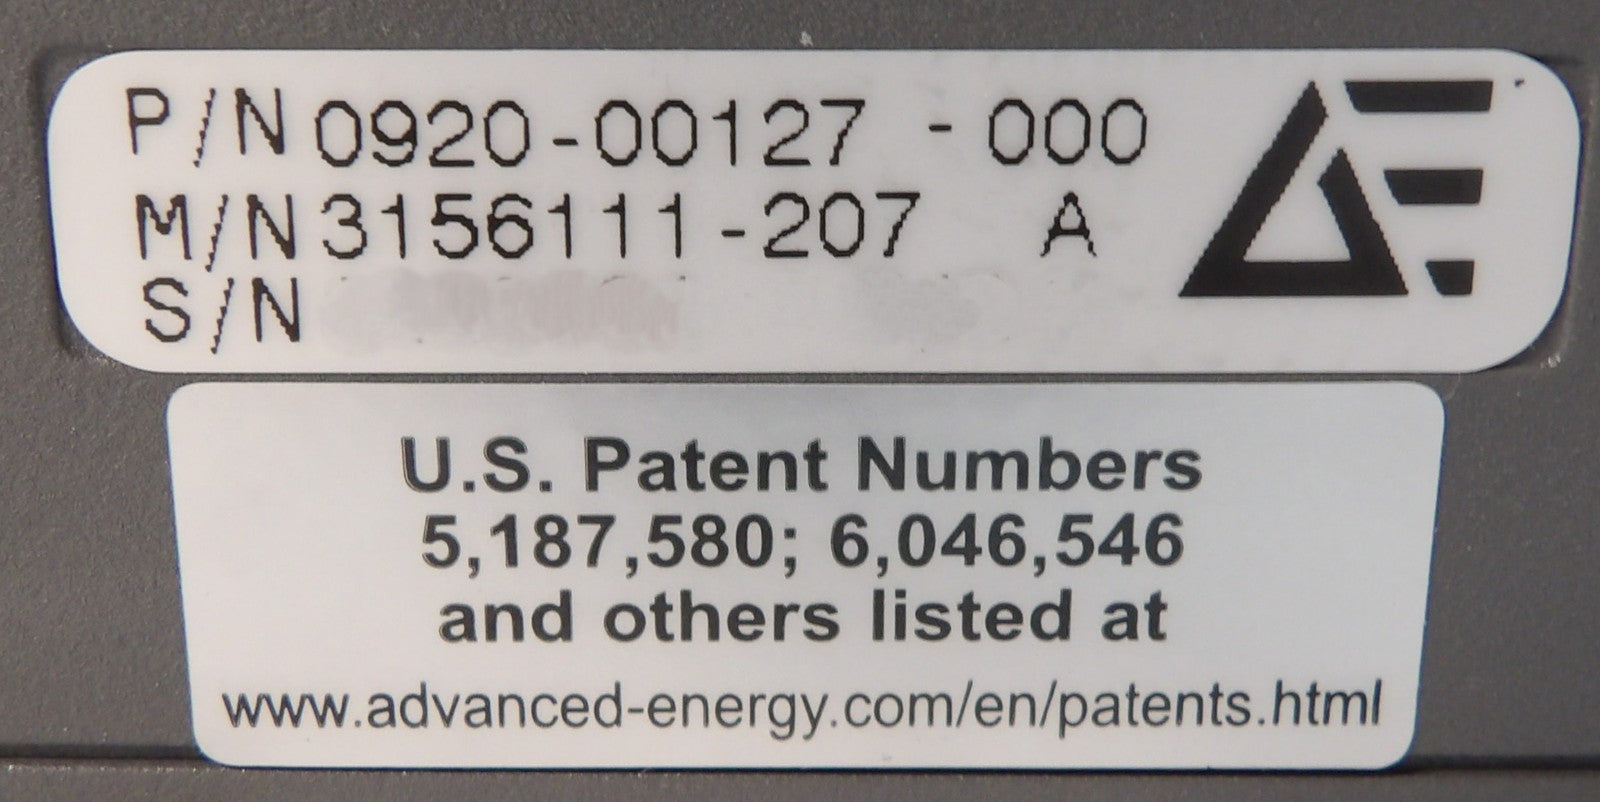 P/N 0920-00127 - 000
M/N 3156111-207 A
S/N
AE
U.S. Patent Numbers
5,187,580; 6,046,546
and others listed at
www.advanced-energy.com/en/patents.html